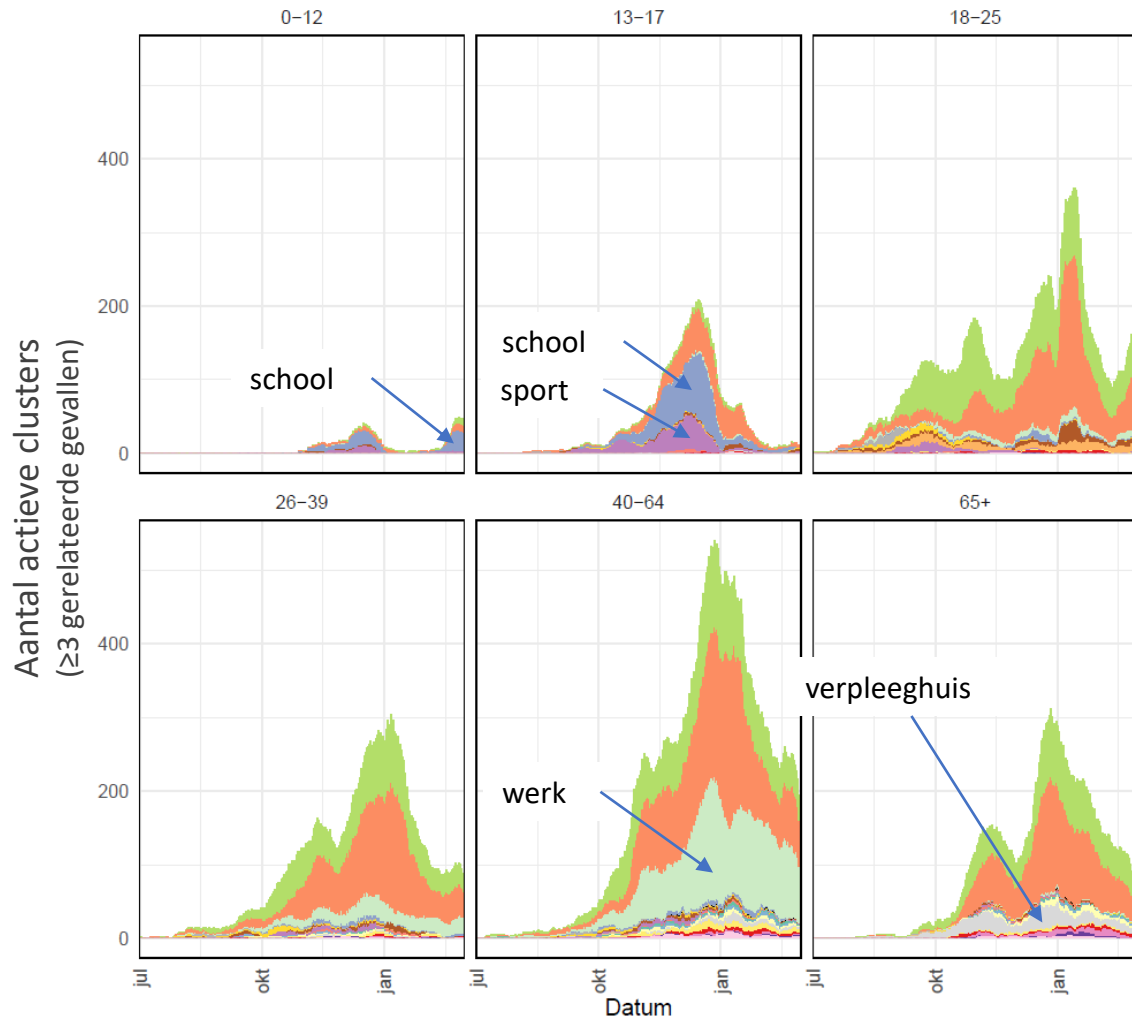 0−12
13−17
18−25
400
200
0
school
school
sport
Aantal actieve clusters
(≥3 gerelateerde gevallen)
26−39
40−64
65+
400
200
0
werk
verpleeghuis
jul
okt
jan
jul
okt
jan
jul
okt
jan
Datum